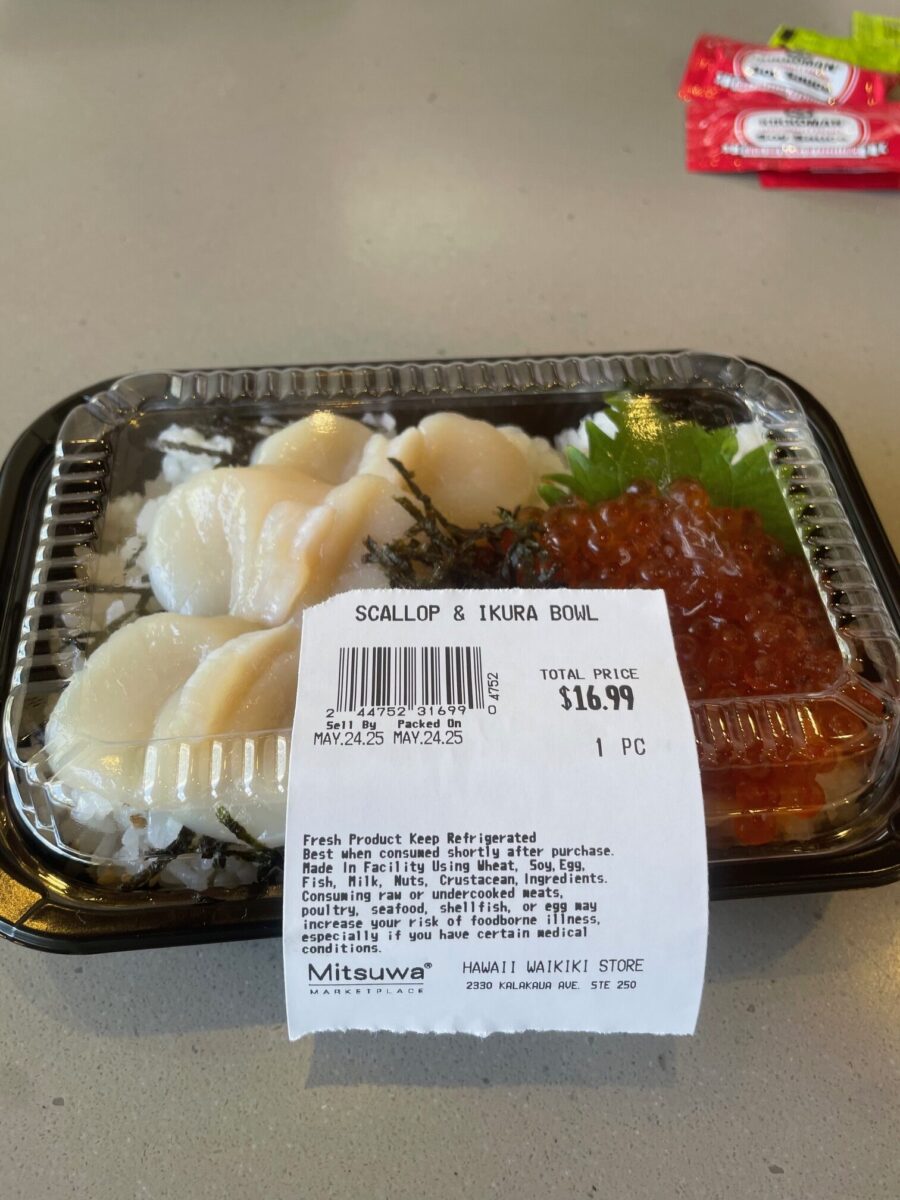 KIKKOMAN
Soy Sauce
KIKKOMAN
SCALLOP & IKURA BOWL
TOTAL PRICE
$16.99
2 44752 31699 0
4752
Sell By Packed On
MAY.24.25 MAY.24.25
1 PC
Fresh Product Keep Refrigerated
Best when consumed shortly after purchase.
Made In Facility Using Wheat, Soy, Egg,
Fish, Milk, Nuts, Crustacean, Ingredients.
Consuming raw or undercooked meats,
poultry, seafood, shellfish, or egg may
increase your risk of foodborne illness,
especially if you have certain medical
conditions.
Mitsuwa®
MARKETPLACE
HAWAII WAIKIKI STORE
2330 KALAKAUA AVE. STE 250